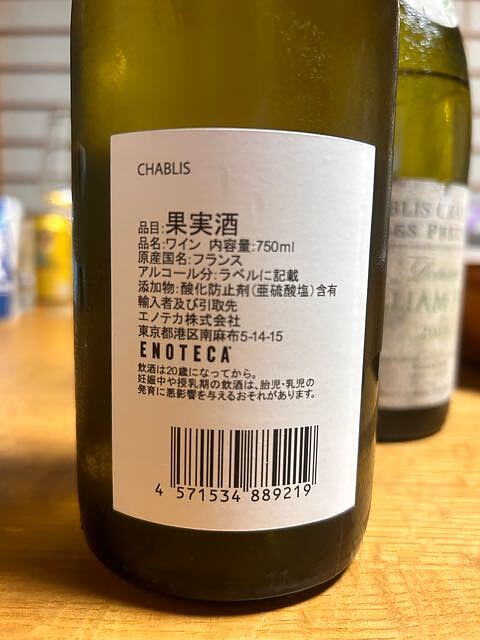 CHABLIS
品目:果実酒
品名:ワイン 内容量:750ml
原産国名:フランス
アルコール分:ラベルに記載
添加物:酸化防止剤(亜硫酸塩)含有
輸入者及び引取先
エノテカ株式会社
東京都港区南麻布5-14-15
ENOTECA
飲酒は20歳になってから。
妊娠中や授乳期の飲酒は、胎児・乳児の
発育に悪影響を与えるおそれがあります。
4 571534 889219